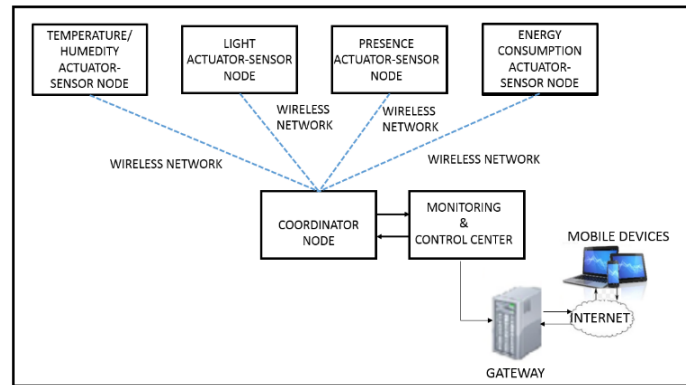 TEMPERATURE/
HUMEDITY
ACTUATOR-
SENSOR NODE
LIGHT
ACTUATOR-SENSOR
NODE
PRESENCE
ACTUATOR-SENSOR
NODE
ENERGY
CONSUMPTION
ACTUATOR-
SENSOR NODE
WIRELESS
NETWORK
WIRELESS
NETWORK
WIRELESS NETWORK
WIRELESS NETWORK
COORDINATOR
NODE
MONITORING
&
CONTROL CENTER
MOBILE DEVICES
INTERNET
GATEWAY